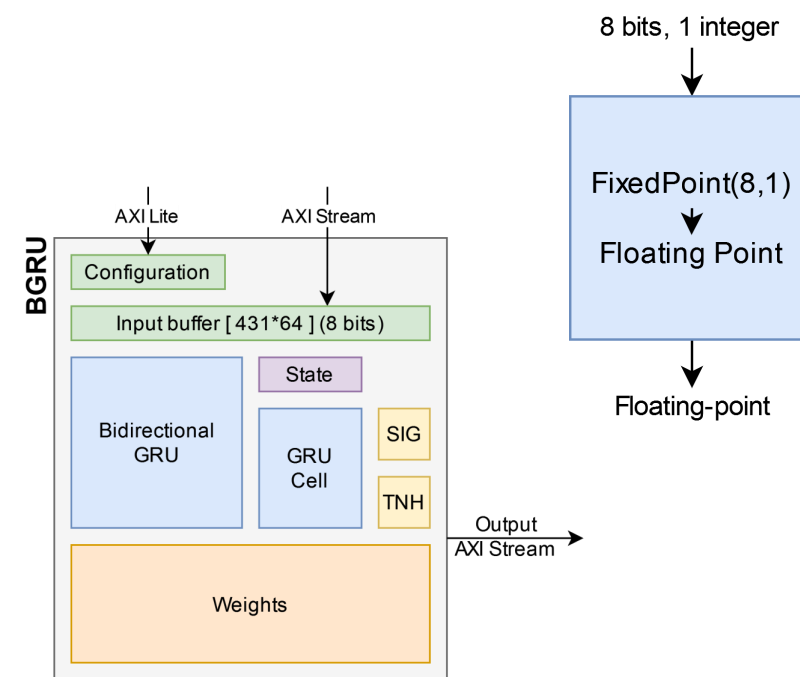 8 bits, 1 integer
FixedPoint(8,1)
Floating Point
Floating-point
AXI Lite
AXI Stream
BGRU
Configuration
Input buffer [ 431*64 ] (8 bits)
Bidirectional
GRU
State
GRU
Cell
SIG
TNH
Weights
Output
AXI Stream